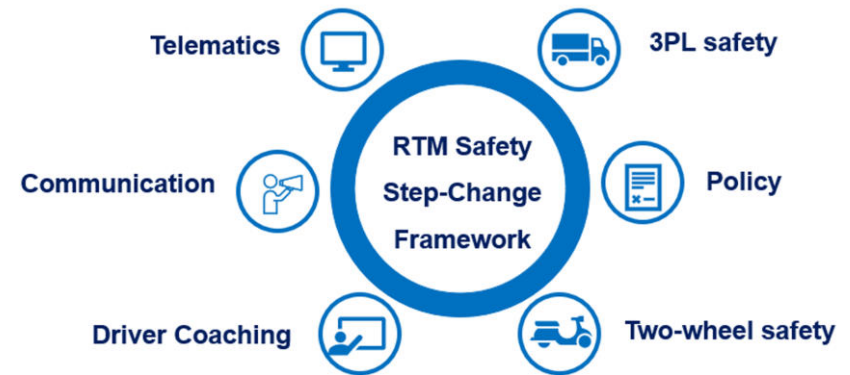 Telematics
3PL safety
RTM Safety
Step-Change
Framework
Communication
Policy
Driver Coaching
Two-wheel safety